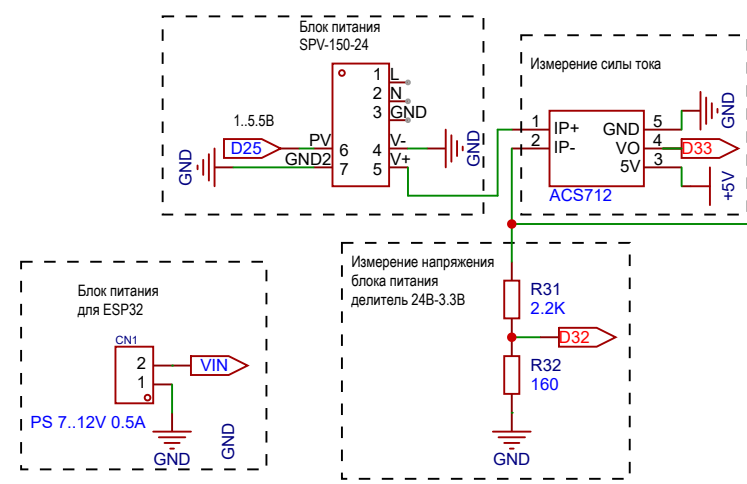 Блок питания
SPV-150-24
1 L
2 N
3 GND
1..5.5В
D25
PV 6
GND2 7
4 V-
5 V+
GND
GND
Измерение силы тока
1 IP+
2 IP-
GND 5
VO 4
5V 3
ACS712
GND
D33
+5V
Измерение напряжения
блока питания
делитель 24В-3.3В
R31
2.2K
D32
R32
160
GND
Блок питания
для ESP32
CN1
2
1
VIN
PS 7..12V 0.5A
GND
GND